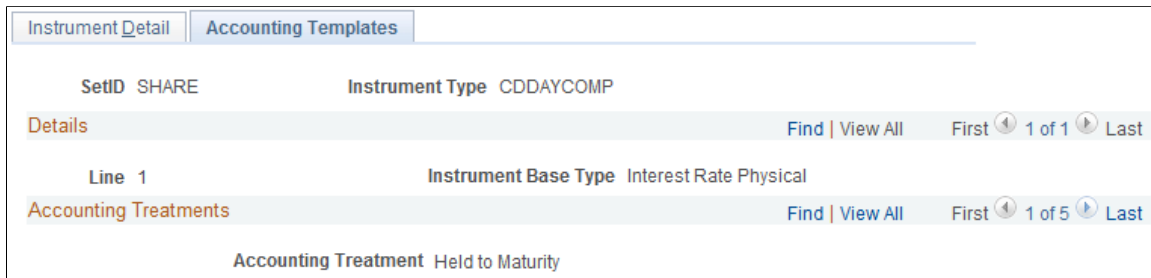 Instrument Detail Accounting Templates
SetID SHARE Instrument Type CDDAYCOMP
Details Find | View All First 1 of 1 Last
Line 1 Instrument Base Type Interest Rate Physical
Accounting Treatments Find | View All First 1 of 5 Last
Accounting Treatment Held to Maturity